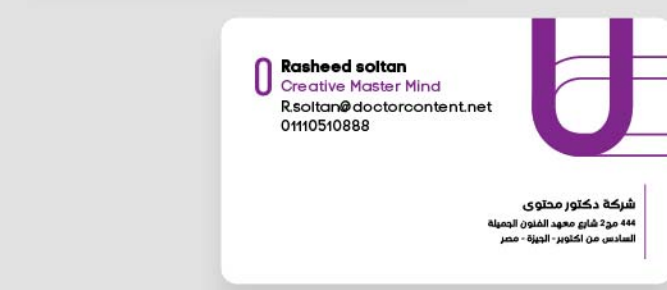 Rasheed soltan
Creative Master Mind
R.soltan@doctorcontent.net
01110510888
شركة دكتور محتوى
444 مج2 شارع معهد الفنون الجميلة
السادس من اكتوبر - الجيزة - مصر